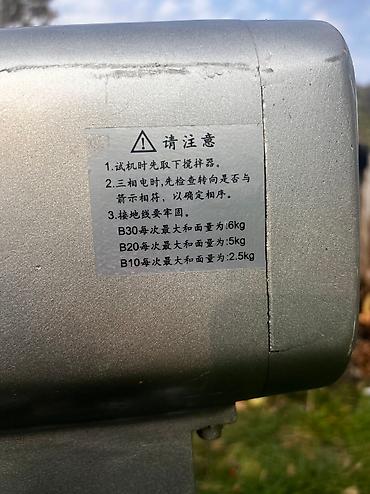 请注意
1.试机时先取下搅拌器。
2.三相电时,先检查转向是否与
箭示相符，以确定相序。
3.接地线要牢固。
B30每次最大和面量为:6kg
B20每次最大和面量为:5kg
B10每次最大和面量为:2.5kg